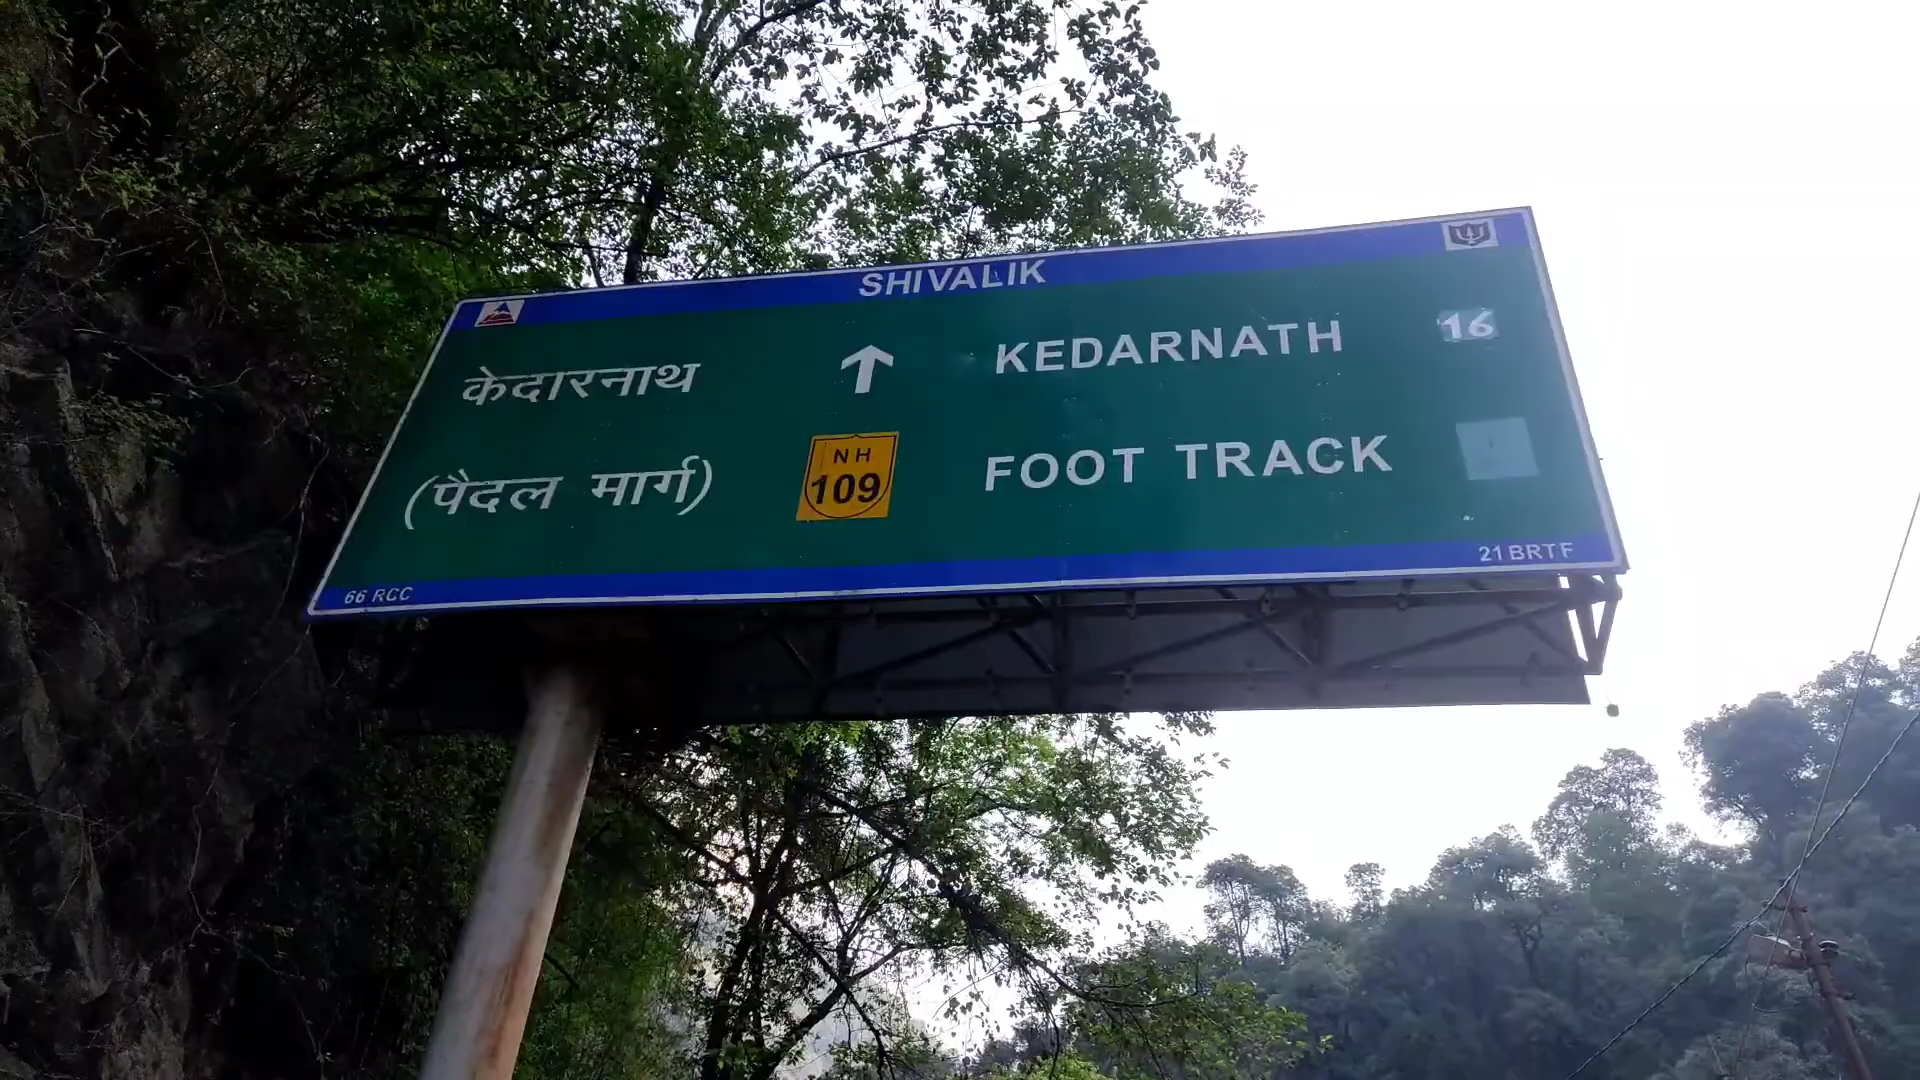 SHIVALIK
केदारनाथ ↑ KEDARNATH 16
(पैदल मार्ग) NH 109 FOOT TRACK
66 RCC 21 BRTF